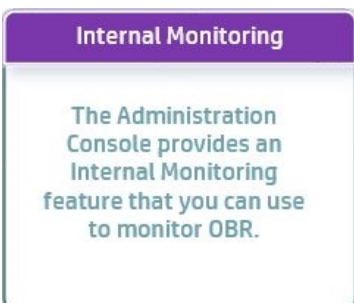 Internal Monitoring
The Administration
Console provides an
Internal Monitoring
feature that you can use
to monitor OBR.